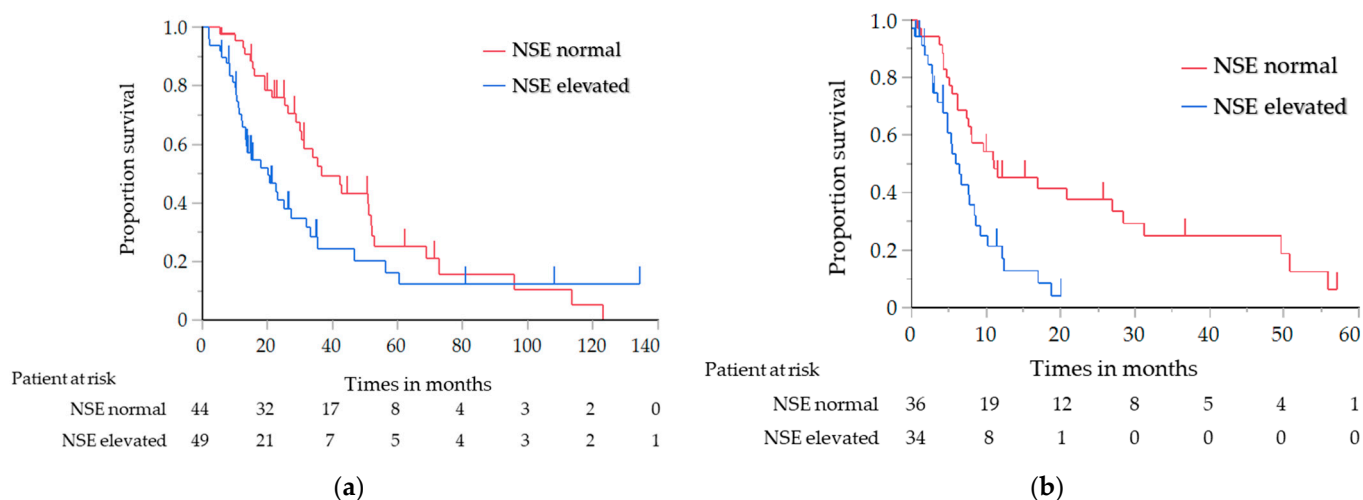 1.0
0.8
0.6
0.4
0.2
0
Proportion survival
NSE normal
NSE elevated
0 20 40 60 80 100 120 140
Times in months
Patient at risk
NSE normal 44 32 17 8 4 3 2 0
NSE elevated 49 21 7 5 4 3 2 1
(a)
1.0
0.8
0.6
0.4
0.2
0
Proportion survival
NSE normal
NSE elevated
0 10 20 30 40 50 60
Times in months
Patient at risk
NSE normal 36 19 12 8 5 4 1
NSE elevated 34 8 1 0 0 0 0
(b)